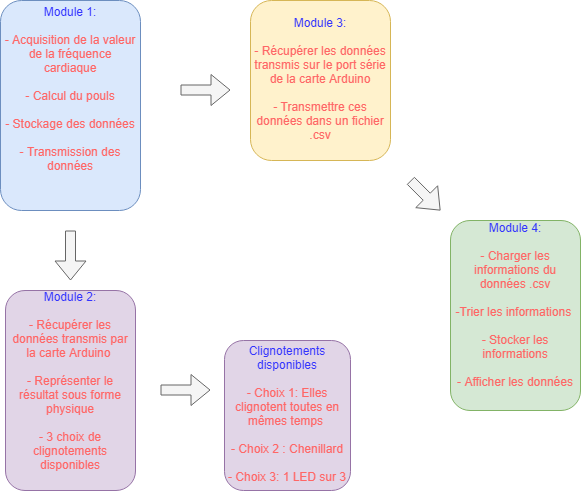 Module 1:
- Acquisition de la valeur
de la fréquence
cardiaque
- Calcul du pouls
- Stockage des données
- Transmission des
données
Module 3:
- Récupérer les données
transmis sur le port série
de la carte Arduino
- Transmettre ces
données dans un fichier
.csv
Module 4:
- Charger les
informations du
données .csv
-Trier les informations
- Stocker les
informations
- Afficher les données
Module 2:
- Récupérer les
données transmis par
la carte Arduino
- Représenter le
résultat sous forme
physique
- 3 choix de
clignotements
disponibles
Clignotements
disponibles
- Choix 1: Elles
clignotent toutes en
mêmes temps
- Choix 2 : Chenillard
- Choix 3: 1 LED sur 3